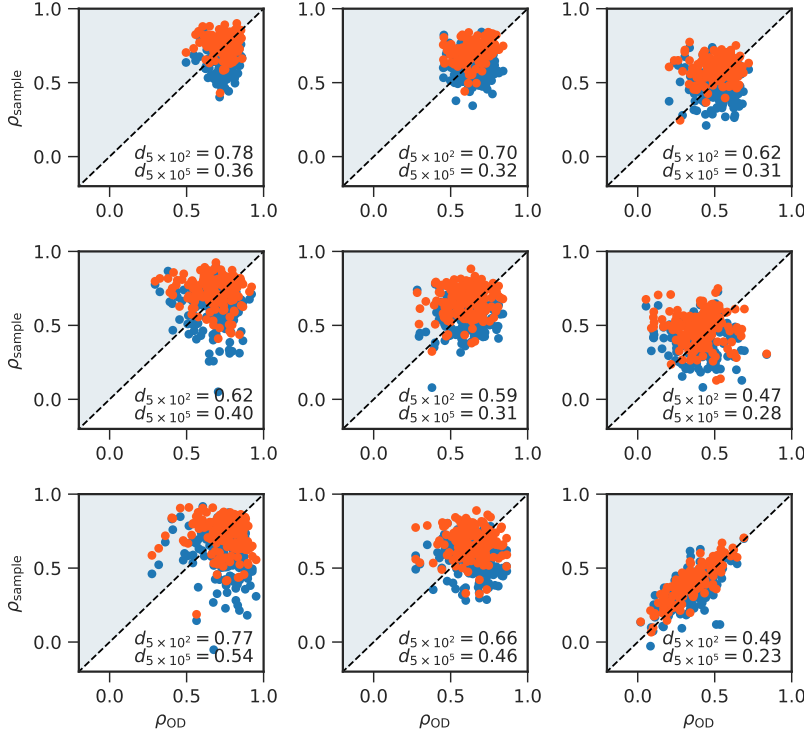 1.0
0.5
0.0
ρsample
d5 × 10² = 0.78
d5 × 10⁵ = 0.36
0.0 0.5 1.0
1.0
0.5
0.0
d5 × 10² = 0.70
d5 × 10⁵ = 0.32
0.0 0.5 1.0
1.0
0.5
0.0
d5 × 10² = 0.62
d5 × 10⁵ = 0.31
0.0 0.5 1.0
1.0
0.5
0.0
ρsample
d5 × 10² = 0.62
d5 × 10⁵ = 0.40
0.0 0.5 1.0
1.0
0.5
0.0
d5 × 10² = 0.59
d5 × 10⁵ = 0.31
0.0 0.5 1.0
1.0
0.5
0.0
d5 × 10² = 0.47
d5 × 10⁵ = 0.28
0.0 0.5 1.0
1.0
0.5
0.0
ρsample
d5 × 10² = 0.77
d5 × 10⁵ = 0.54
0.0 0.5 1.0
ρOD
1.0
0.5
0.0
d5 × 10² = 0.66
d5 × 10⁵ = 0.46
0.0 0.5 1.0
ρOD
1.0
0.5
0.0
d5 × 10² = 0.49
d5 × 10⁵ = 0.23
0.0 0.5 1.0
ρOD